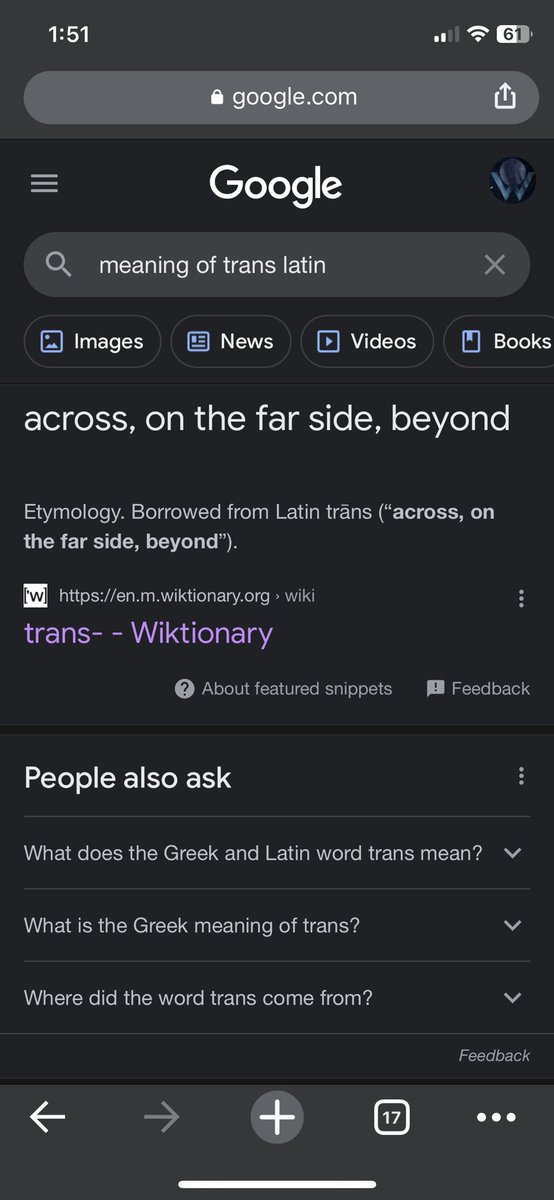 1:51
61
google.com
Google
meaning of trans latin
Images
News
Videos
Books
across, on the far side, beyond
Etymology. Borrowed from Latin trāns (“across, on
the far side, beyond”).
['w] https://en.m.wiktionary.org › wiki
trans- - Wiktionary
About featured snippets
Feedback
People also ask
What does the Greek and Latin word trans mean?
What is the Greek meaning of trans?
Where did the word trans come from?
Feedback
17